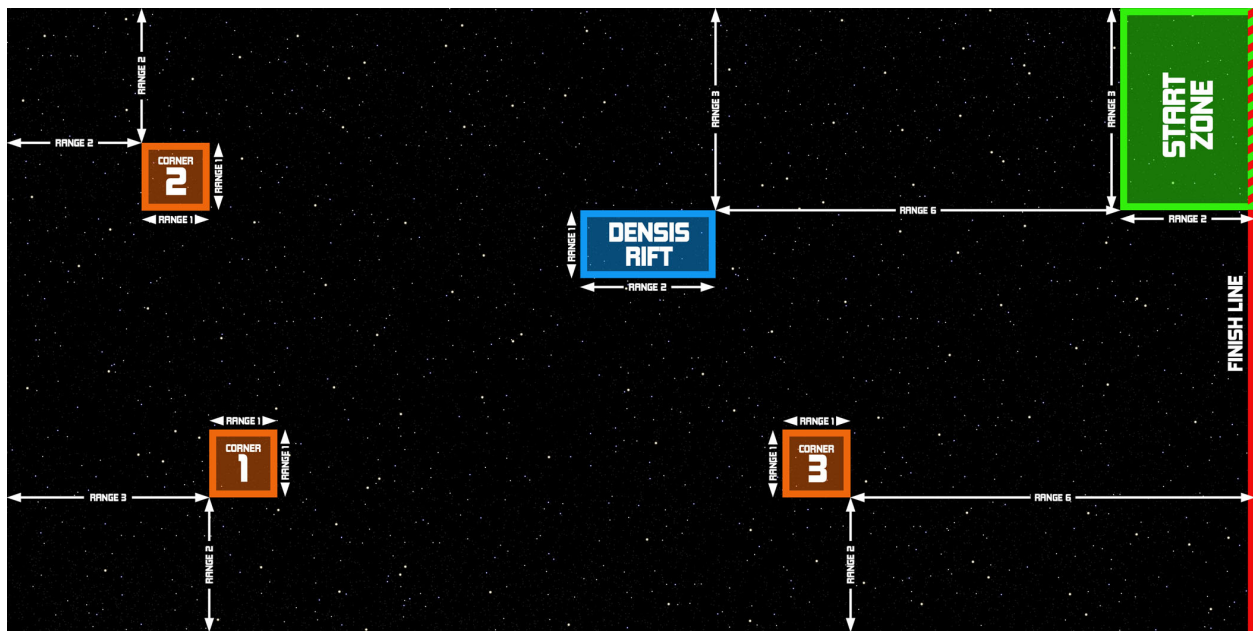 RANGE 2
RANGE 2
CORNER
2
RANGE 1
RANGE 1
RANGE 3
RANGE 3
START
ZONE
RANGE 1
DENSIS
RIFT
RANGE 2
RANGE 6
RANGE 2
FINISH LINE
RANGE 1
CORNER
1
RANGE 1
RANGE 3
RANGE 2
RANGE 1
RANGE 1
CORNER
3
RANGE 6
RANGE 2